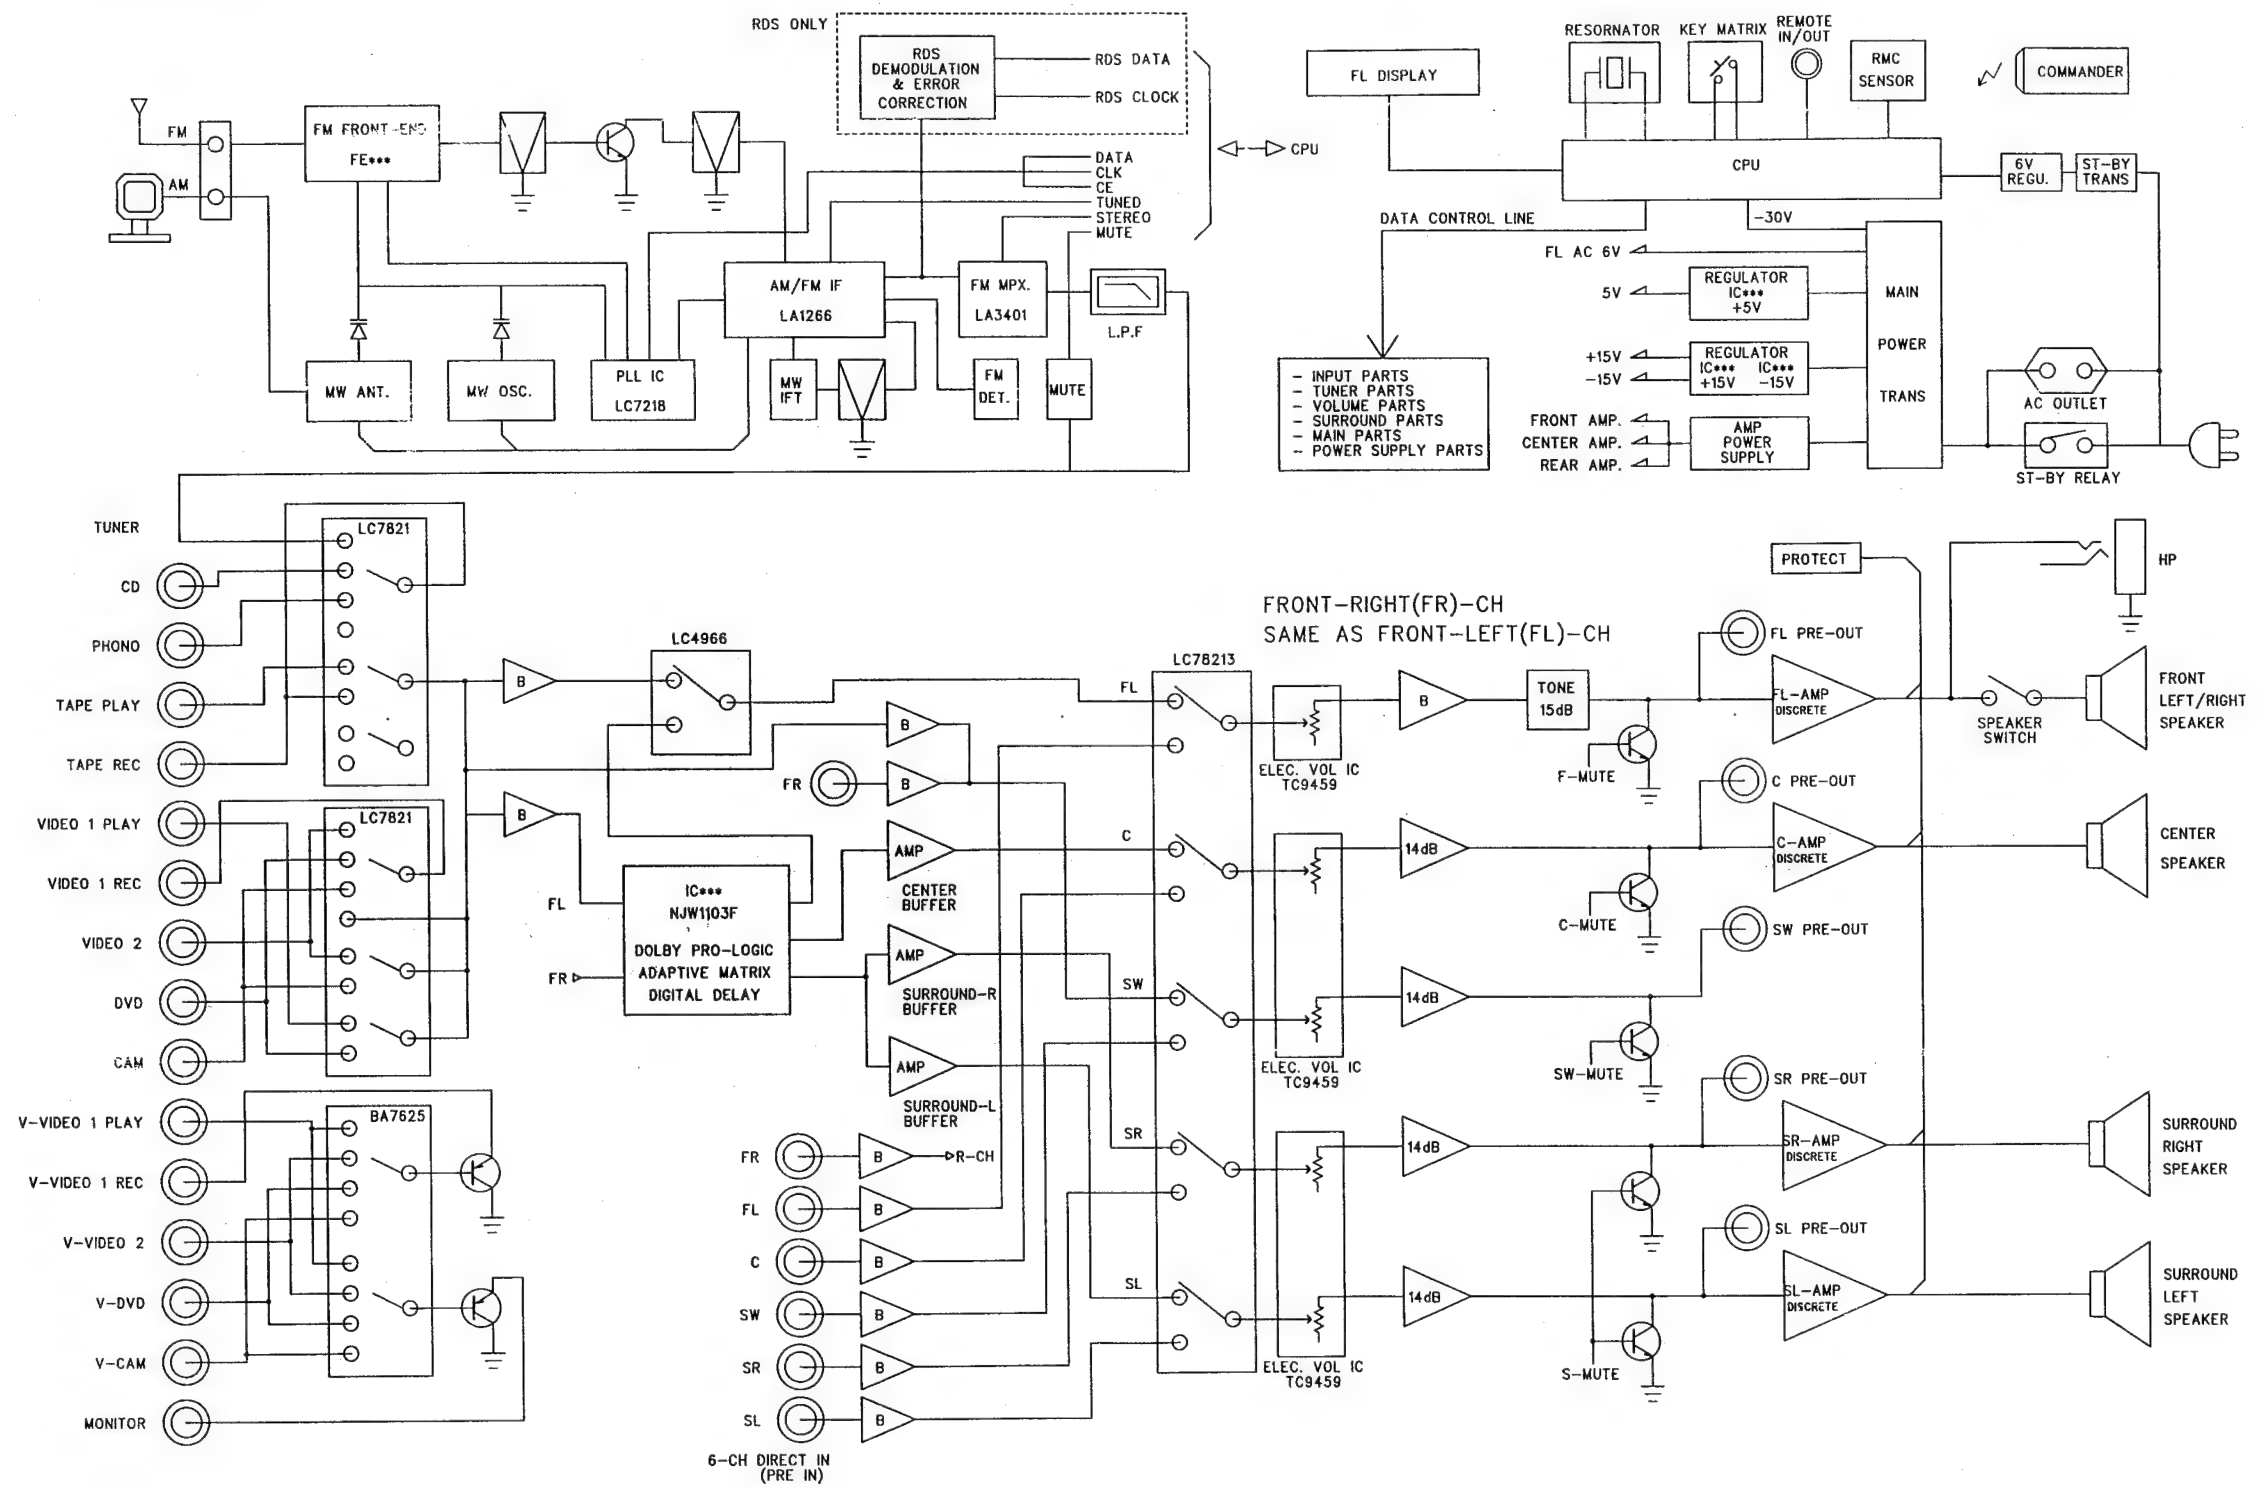 RDS ONLY
RDS
DEMODULATION
& ERROR
CORRECTION
RDS DATA
RDS CLOCK
FM
AM
FM FRONT-END
FE***
DATA
CLK
CE
TUNED
STEREO
MUTE
CPU
AM/FM IF
LA1266
FM MPX.
LA3401
L.P.F
MW ANT.
MW OSC.
PLL IC
LC7218
MW
IFT
FM
DET.
MUTE
FL DISPLAY
RESORNATOR
KEY MATRIX
REMOTE
IN/OUT
RMC
SENSOR
COMMANDER
CPU
6V
REGU.
ST-BY
TRANS
DATA CONTROL LINE
-30V
FL AC 6V
5V
REGULATOR
IC***
+5V
+15V
-15V
REGULATOR
IC*** IC***
+15V -15V
FRONT AMP.
CENTER AMP.
REAR AMP.
AMP
POWER
SUPPLY
MAIN
POWER
TRANS
AC OUTLET
ST-BY RELAY
- INPUT PARTS
- TUNER PARTS
- VOLUME PARTS
- SURROUND PARTS
- MAIN PARTS
- POWER SUPPLY PARTS
TUNER
CD
PHONO
TAPE PLAY
TAPE REC
VIDEO 1 PLAY
VIDEO 1 REC
VIDEO 2
DVD
CAM
V-VIDEO 1 PLAY
V-VIDEO 1 REC
V-VIDEO 2
V-DVD
V-CAM
MONITOR
LC7821
LC7821
BA7625
B
B
LC4966
FL
FR
IC***
NJW1103F
DOLBY PRO-LOGIC
ADAPTIVE MATRIX
DIGITAL DELAY
B
FR
B
AMP
CENTER
BUFFER
AMP
SURROUND-R
BUFFER
AMP
SURROUND-L
BUFFER
FR
B
R-CH
FL
B
C
B
SW
B
SR
B
SL
B
6-CH DIRECT IN
(PRE IN)
LC78213
FL
C
SW
SR
SL
FRONT-RIGHT(FR)-CH
SAME AS FRONT-LEFT(FL)-CH
ELEC. VOL IC
TC9459
ELEC. VOL IC
TC9459
ELEC. VOL IC
TC9459
B
TONE
15dB
F-MUTE
14dB
C-MUTE
14dB
SW-MUTE
14dB
14dB
S-MUTE
PROTECT
FL PRE-OUT
FL-AMP
DISCRETE
C PRE-OUT
C-AMP
DISCRETE
SW PRE-OUT
SR PRE-OUT
SR-AMP
DISCRETE
SL PRE-OUT
SL-AMP
DISCRETE
HP
SPEAKER
SWITCH
FRONT
LEFT/RIGHT
SPEAKER
CENTER
SPEAKER
SURROUND
RIGHT
SPEAKER
SURROUND
LEFT
SPEAKER